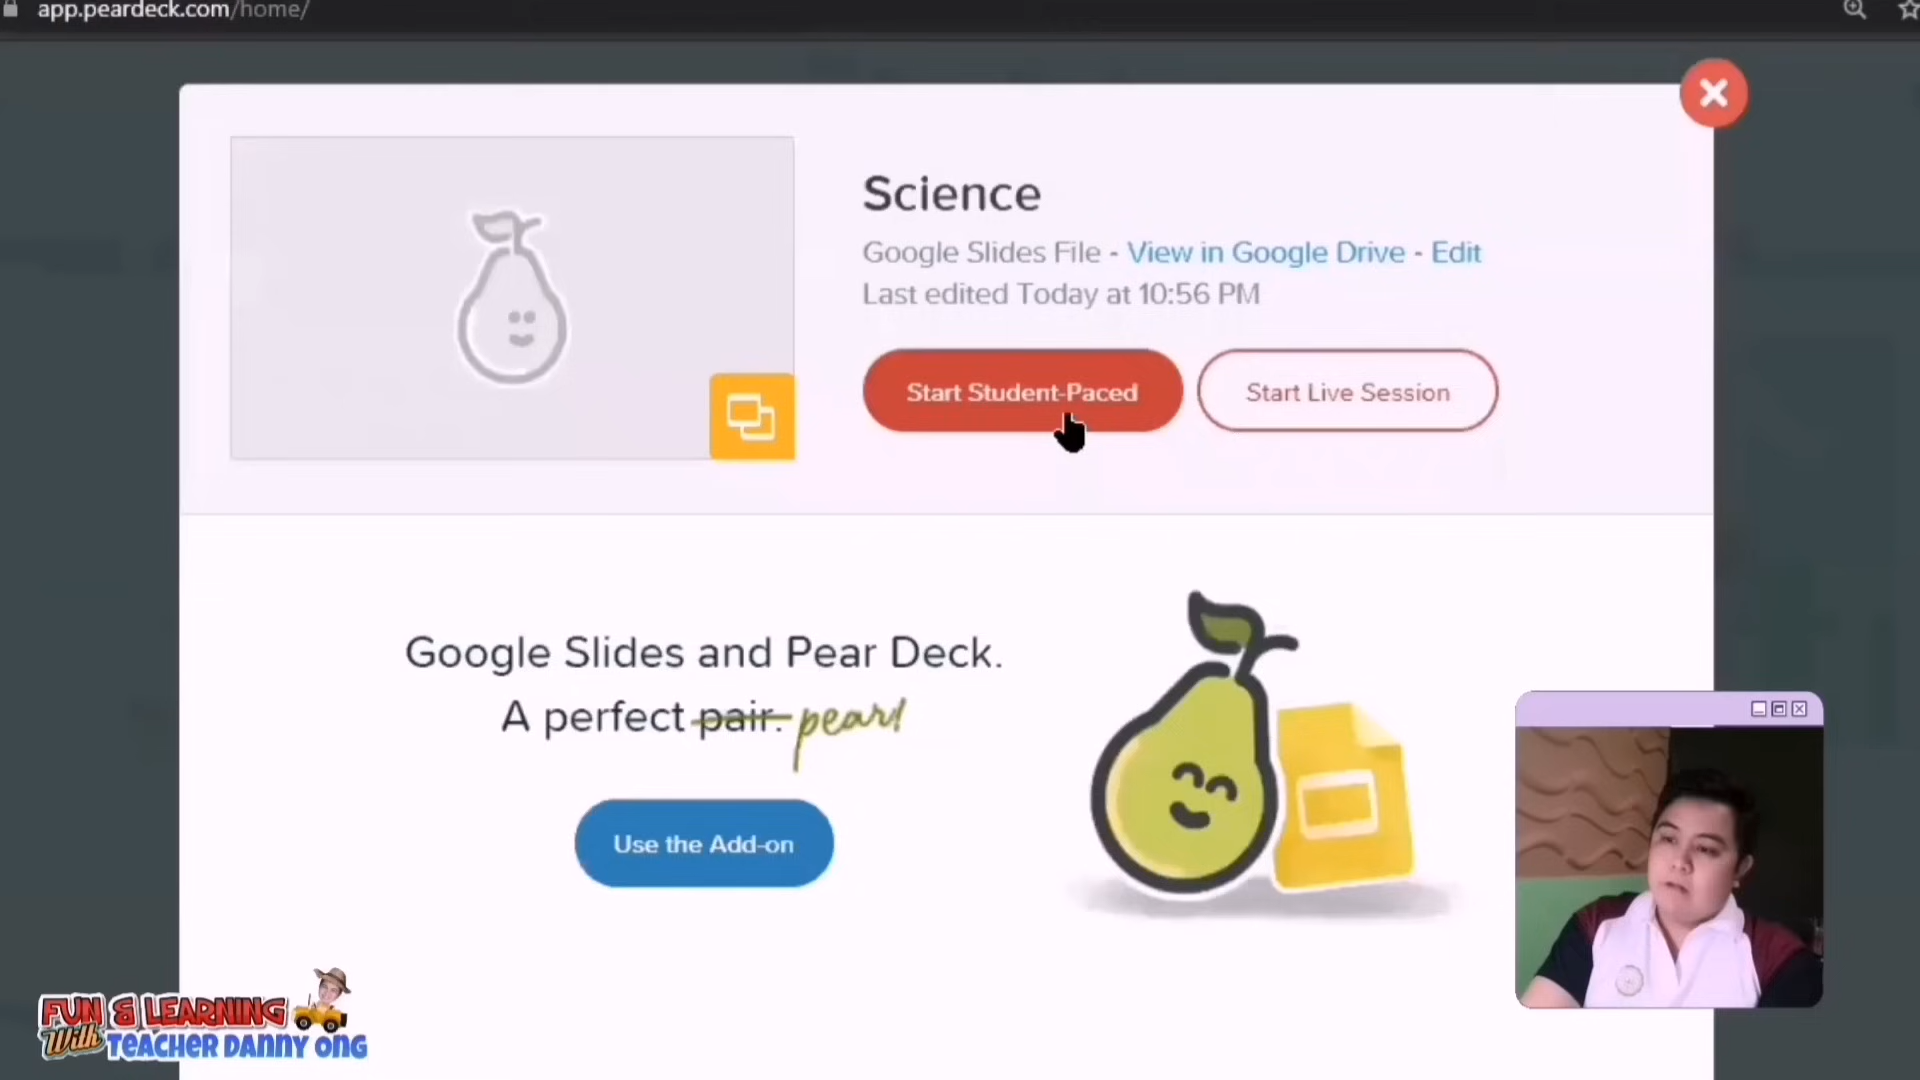 app.peardeck.com/home/
Science
Google Slides File - View in Google Drive - Edit
Last edited Today at 10:56 PM
Start Student-Paced
Start Live Session
Google Slides and Pear Deck.
A perfect pair. pear!
Use the Add-on
FUN & LEARNING
With TEACHER DANNY ONG